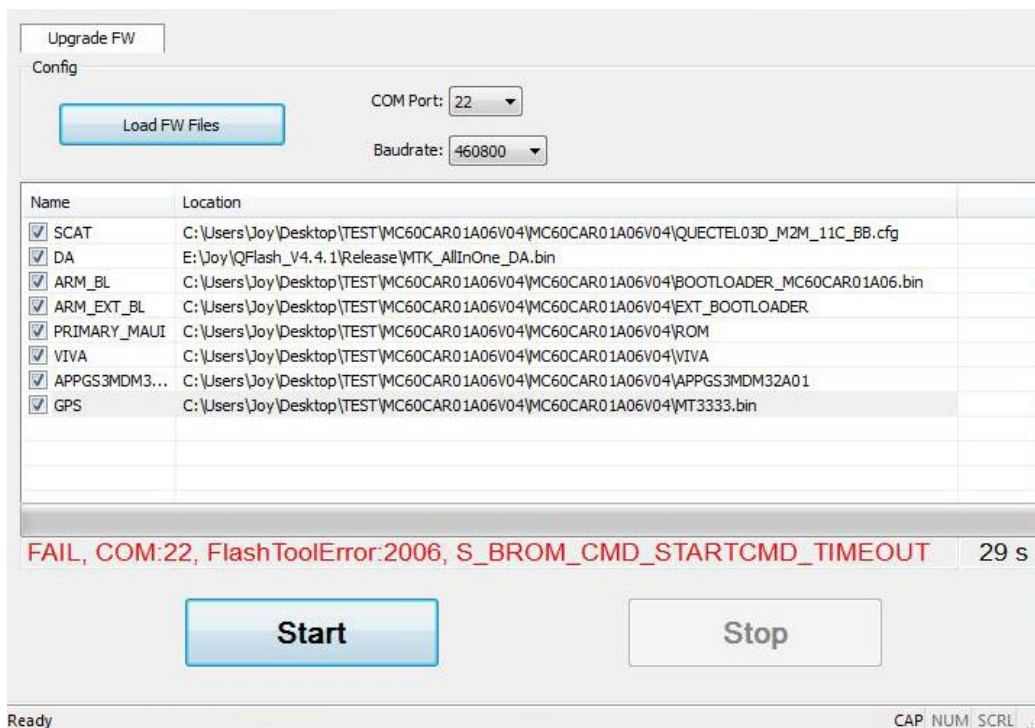 Upgrade FW
Config
Load FW Files
COM Port: 22
Baudrate: 460800
Name Location
SCAT C:\Users\Joy\Desktop\TEST\MC60CAR01A06V04\MC60CAR01A06V04\QUECTEL03D_M2M_11C_BB.cfg
DA E:\Joy\QFlash_V4.4.1\Release\MTK_AllInOne_DA.bin
ARM_BL C:\Users\Joy\Desktop\TEST\MC60CAR01A06V04\MC60CAR01A06V04\BOOTLOADER_MC60CAR01A06.bin
ARM_EXT_BL C:\Users\Joy\Desktop\TEST\MC60CAR01A06V04\MC60CAR01A06V04\EXT_BOOTLOADER
PRIMARY_MAUI C:\Users\Joy\Desktop\TEST\MC60CAR01A06V04\MC60CAR01A06V04\ROM
VIVA C:\Users\Joy\Desktop\TEST\MC60CAR01A06V04\MC60CAR01A06V04\VIVA
APPGS3MDM3... C:\Users\Joy\Desktop\TEST\MC60CAR01A06V04\MC60CAR01A06V04\APPGS3MDM32A01
GPS C:\Users\Joy\Desktop\TEST\MC60CAR01A06V04\MC60CAR01A06V04\MT3333.bin
FAIL, COM:22, FlashToolError:2006, S_BROM_CMD_STARTCMD_TIMEOUT 29 s
Start Stop
Ready CAP NUM SCRL